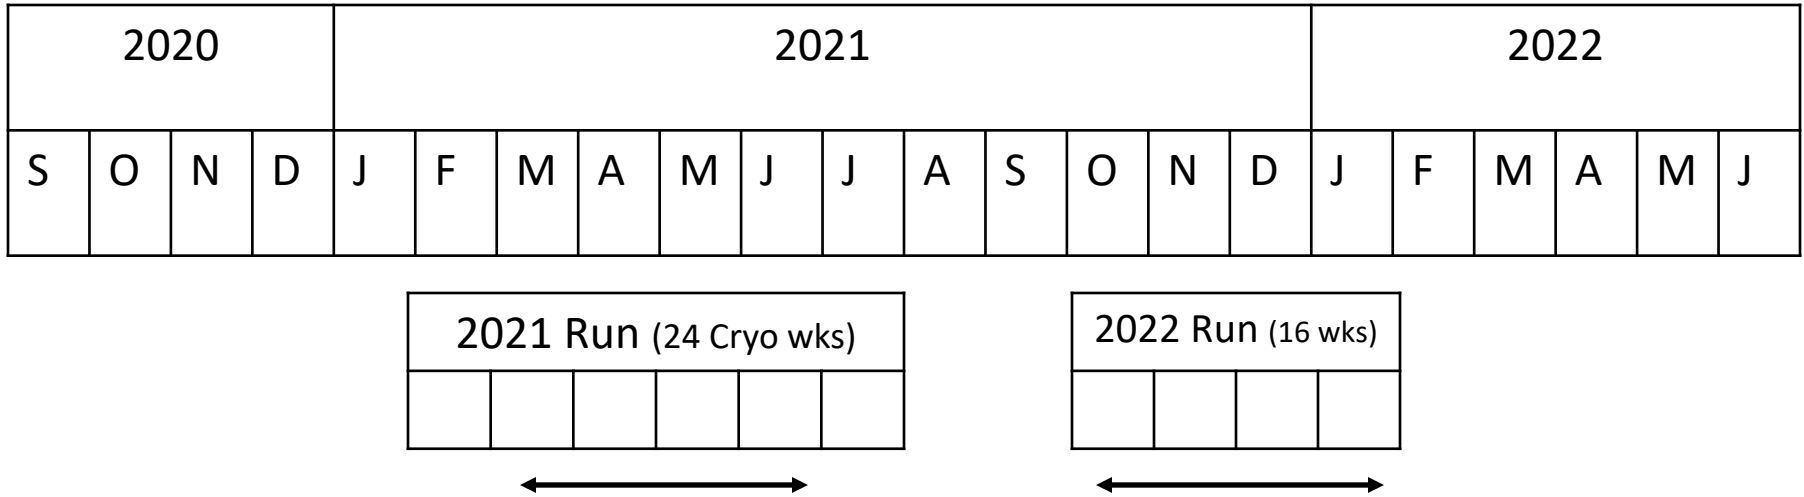 2020 2021 2022
S O N D J F M A M J J A S O N D J F M A M J
2021 Run (24 Cryo wks) 2022 Run (16 wks)